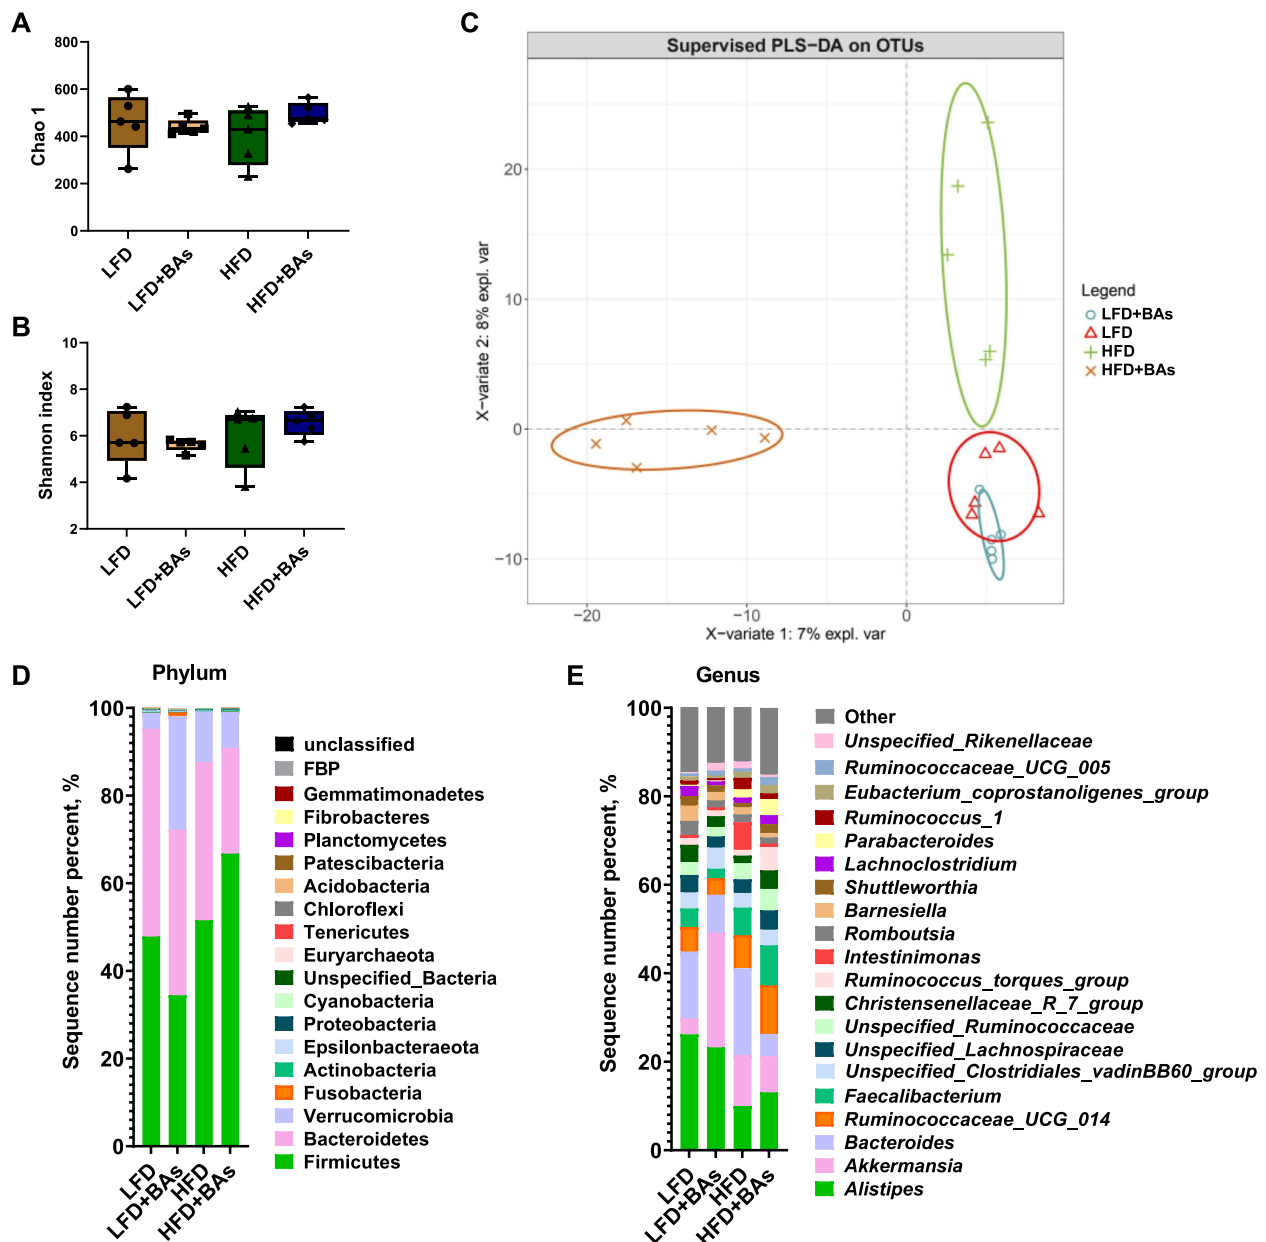 A
800
600
400
200
0
Chao 1
LFD
LFD+BAs
HFD
HFD+BAs
B
10
8
6
4
2
Shannon index
LFD
LFD+BAs
HFD
HFD+BAs
C
Supervised PLS−DA on OTUs
20
10
0
−10
X−variate 2: 8% expl. var
−20
−10
0
X−variate 1: 7% expl. var
Legend
LFD+BAs
LFD
HFD
HFD+BAs
D
Phylum
100
80
60
40
20
0
Sequence number percent, %
LFD
LFD+BAs
HFD
HFD+BAs
unclassified
FBP
Gemmatimonadetes
Fibrobacteres
Planctomycetes
Patescibacteria
Acidobacteria
Chloroflexi
Tenericutes
Euryarchaeota
Unspecified_Bacteria
Cyanobacteria
Proteobacteria
Epsilonbacteraeota
Actinobacteria
Fusobacteria
Verrucomicrobia
Bacteroidetes
Firmicutes
E
Genus
100
80
60
40
20
0
Sequence number percent, %
LFD
LFD+BAs
HFD
HFD+BAs
Other
Unspecified_Rikenellaceae
Ruminococcaceae_UCG_005
Eubacterium_coprostanoligenes_group
Ruminococcus_1
Parabacteroides
Lachnoclostridium
Shuttleworthia
Barnesiella
Romboutsia
Intestinimonas
Ruminococcus_torques_group
Christensenellaceae_R_7_group
Unspecified_Ruminococcaceae
Unspecified_Lachnospiraceae
Unspecified_Clostridiales_vadinBB60_group
Faecalibacterium
Ruminococcaceae_UCG_014
Bacteroides
Akkermansia
Alistipes